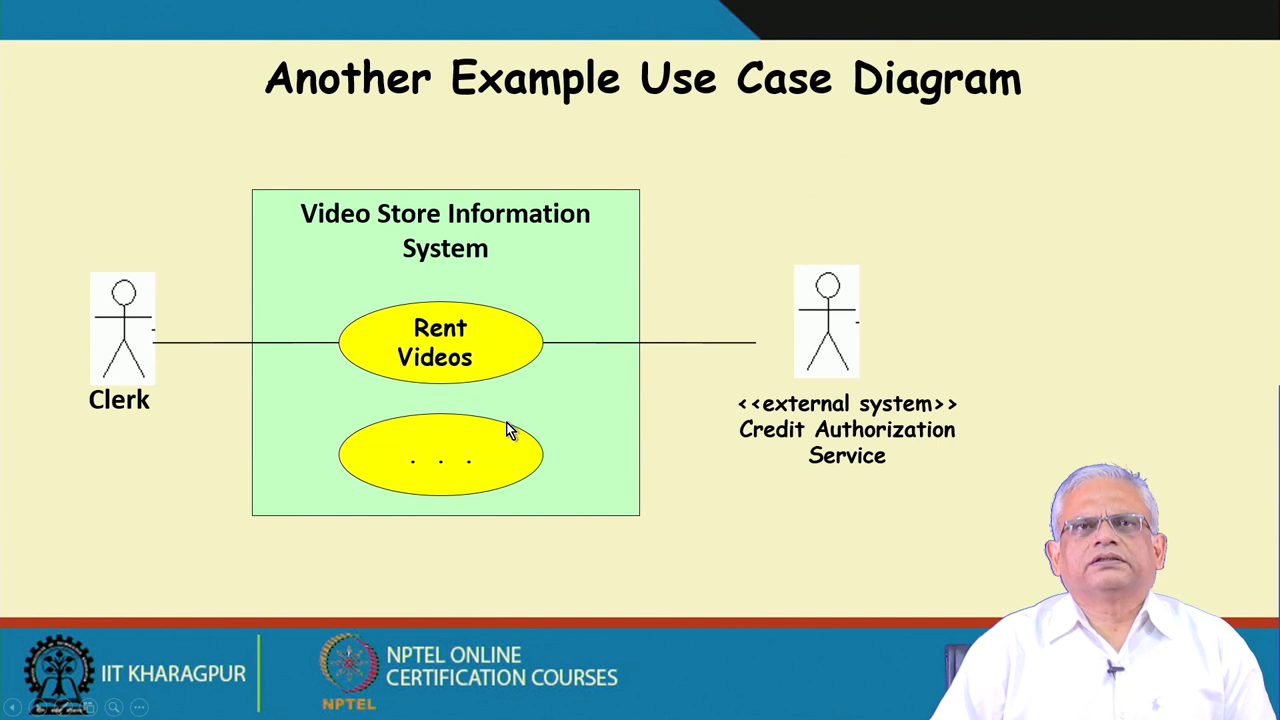 Another Example Use Case Diagram
Video Store Information
System
Rent
Videos
Clerk
. . .
<<external system>>
Credit Authorization
Service
IIT KHARAGPUR
NPTEL ONLINE
CERTIFICATION COURSES
NPTEL